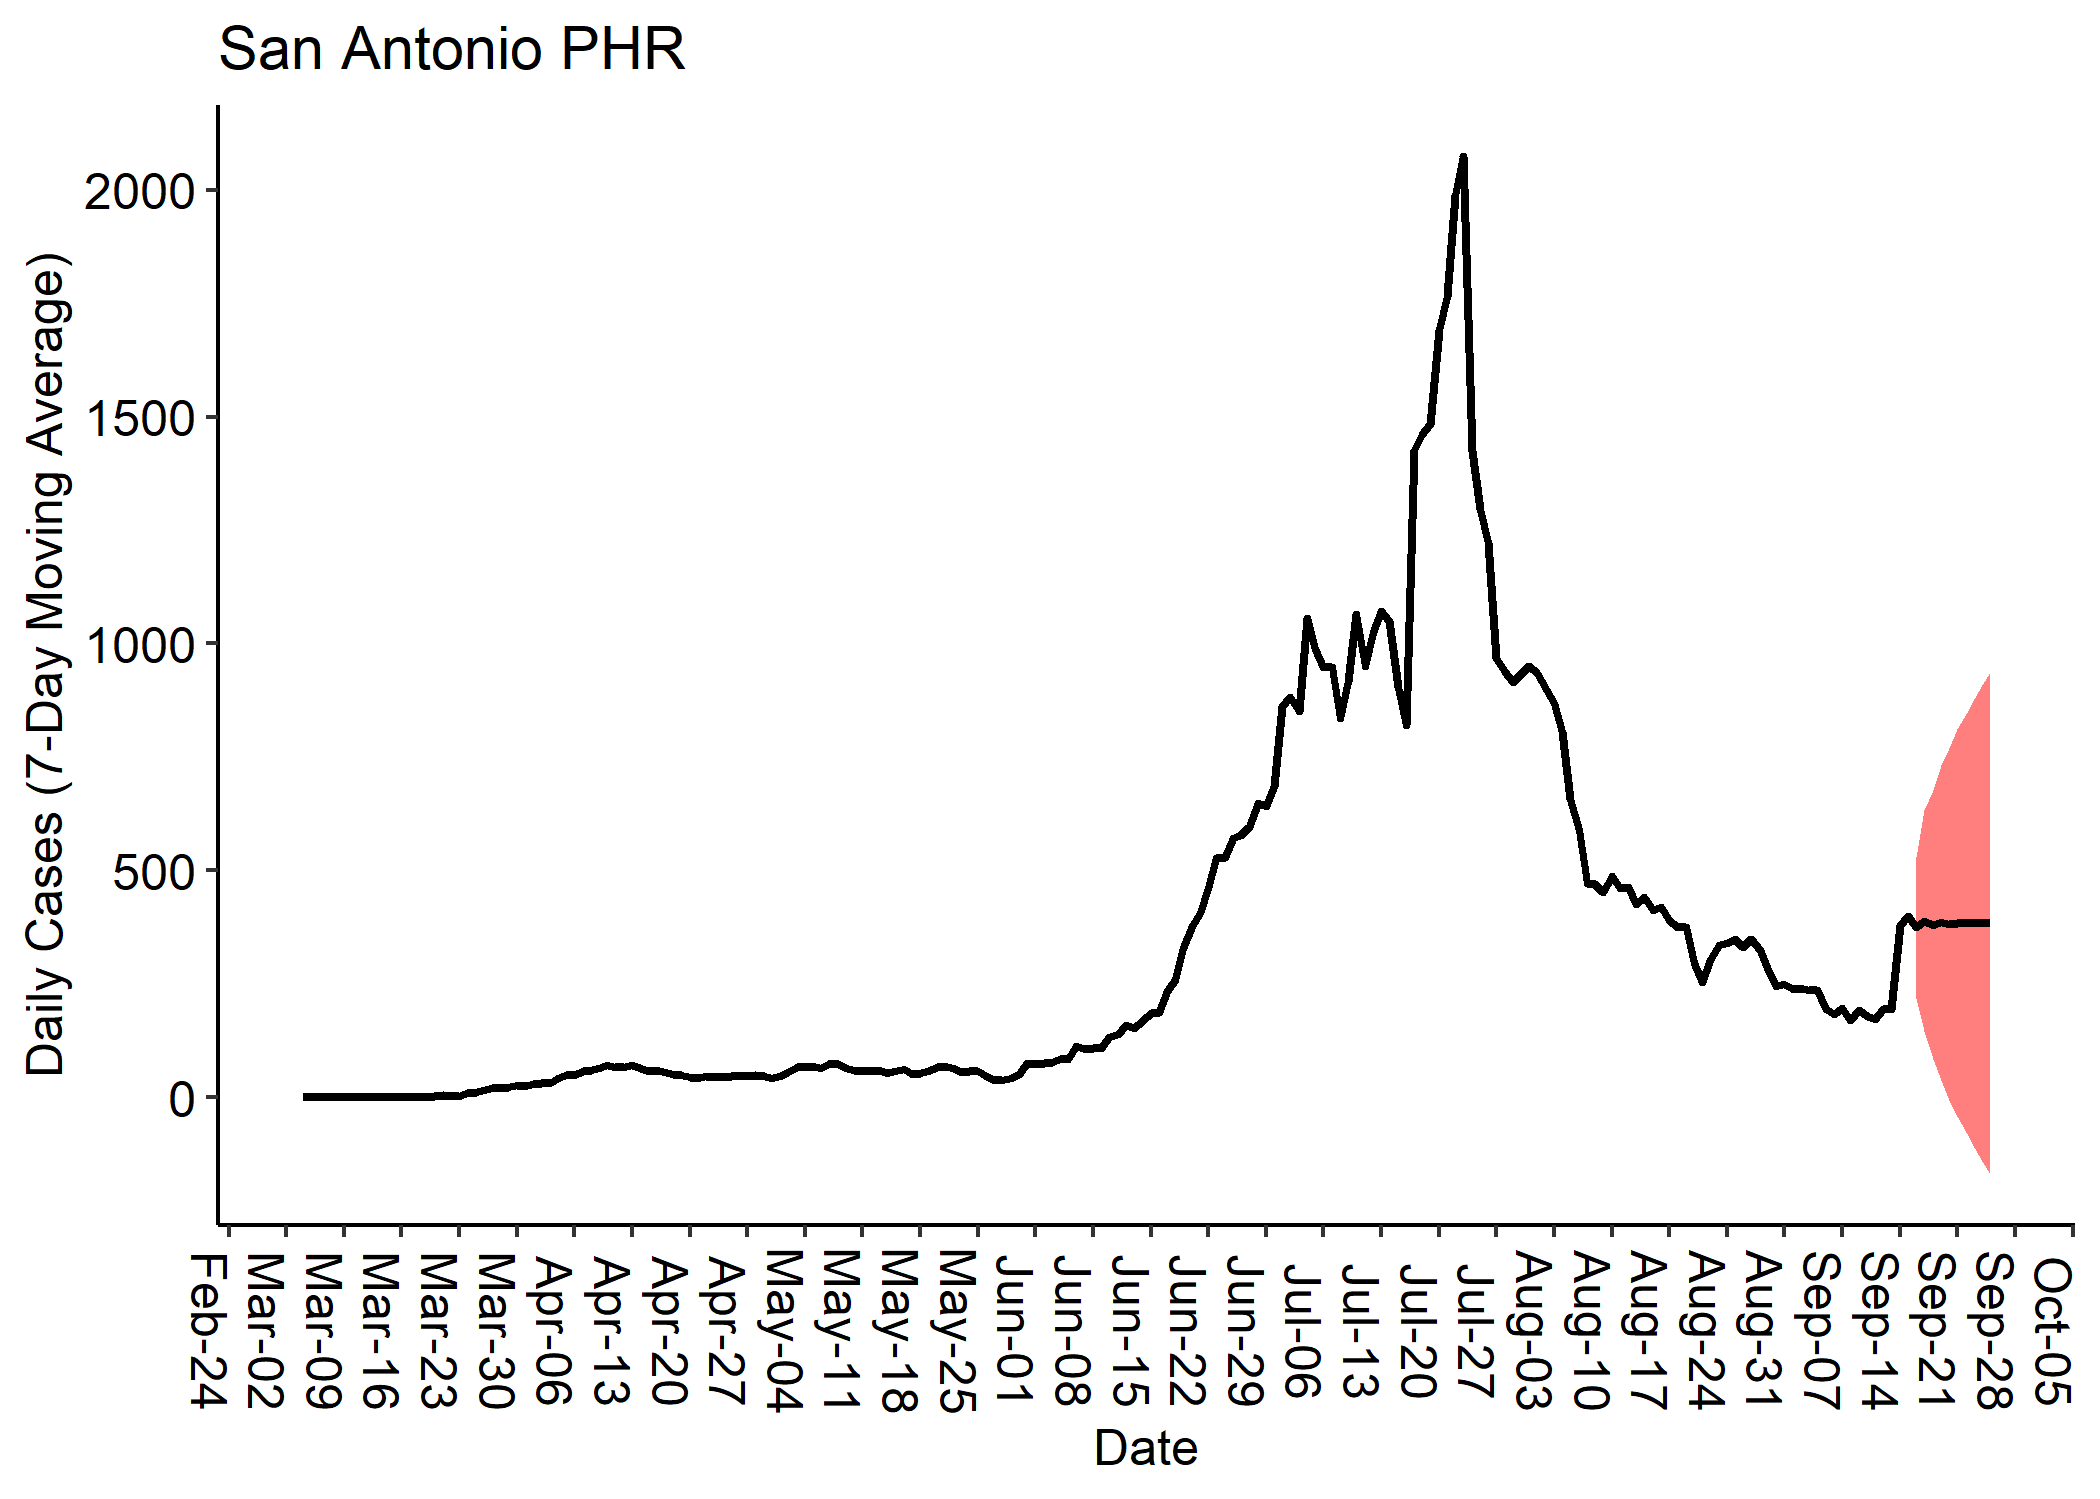 San Antonio PHR
Daily Cases (7-Day Moving Average)
2000
1500
1000
500
0
Feb-24
Mar-02
Mar-09
Mar-16
Mar-23
Mar-30
Apr-06
Apr-13
Apr-20
Apr-27
May-04
May-11
May-18
May-25
Jun-01
Jun-08
Jun-15
Jun-22
Jun-29
Jul-06
Jul-13
Jul-20
Jul-27
Aug-03
Aug-10
Aug-17
Aug-24
Aug-31
Sep-07
Sep-14
Sep-21
Sep-28
Oct-05
Date